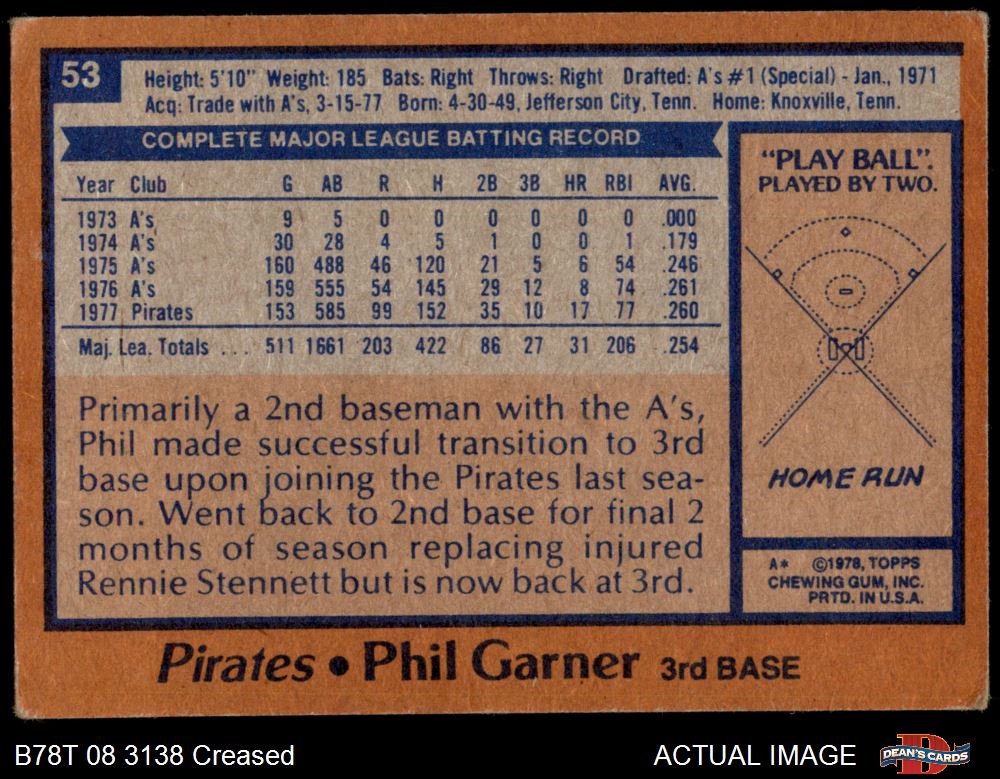 53
Height: 5'10" Weight: 185 Bats: Right Throws: Right Drafted: A's #1 (Special) - Jan., 1971
Acq: Trade with A's, 3-15-77 Born: 4-30-49, Jefferson City, Tenn. Home: Knoxville, Tenn.
COMPLETE MAJOR LEAGUE BATTING RECORD
Year Club G AB R H 2B 3B HR RBI AVG.
1973 A's 9 5 0 0 0 0 0 0 .000
1974 A's 30 28 4 5 1 0 0 1 .179
1975 A's 160 488 46 120 21 5 6 54 .246
1976 A's 159 555 54 145 29 12 8 74 .261
1977 Pirates 153 585 99 152 35 10 17 77 .260
Maj. Lea. Totals ... 511 1661 203 422 86 27 31 206 .254
Primarily a 2nd baseman with the A's,
Phil made successful transition to 3rd
base upon joining the Pirates last sea-
son. Went back to 2nd base for final 2
months of season replacing injured
Rennie Stennett but is now back at 3rd.
"PLAY BALL".
PLAYED BY TWO.
HOME RUN
A* ©1978, TOPPS
CHEWING GUM, INC.
PRTD. IN U.S.A.
Pirates • Phil Garner 3rd BASE
B78T 08 3138 Creased
ACTUAL IMAGE
D
DEAN'S CARDS